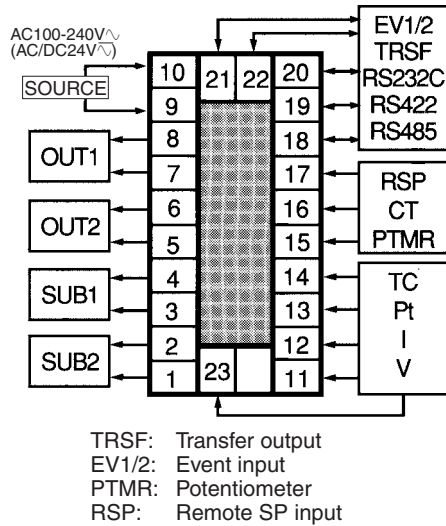 AC100-240V
(AC/DC24V)
SOURCE
OUT1
OUT2
SUB1
SUB2
10 21 22 20
9 19
8 18
7 17
6 16
5 15
4 14
3 13
2 12
1 23 11
EV1/2
TRSF
RS232C
RS422
RS485
RSP
CT
PTMR
TC
Pt
I
V
TRSF: Transfer output
EV1/2: Event input
PTMR: Potentiometer
RSP: Remote SP input